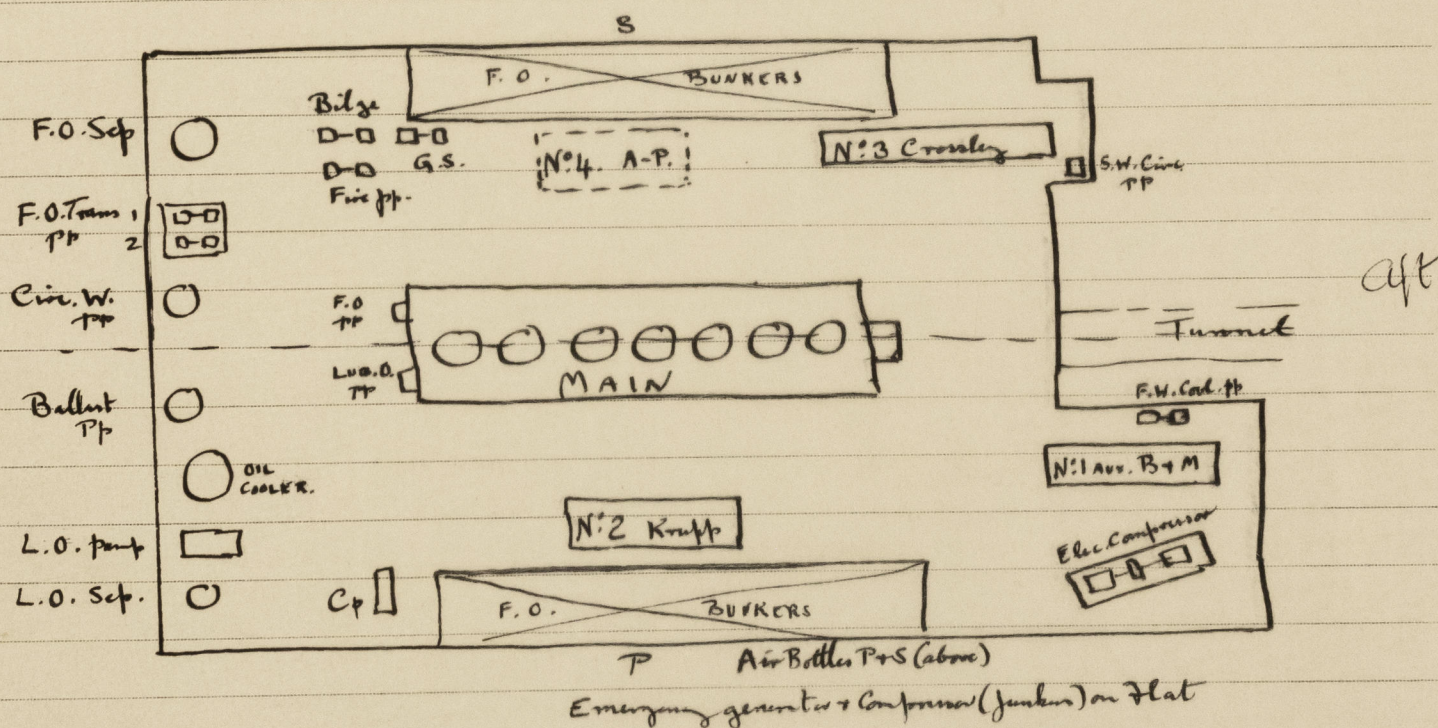 S
F.O. BUNKERS
Bilge
F.O. Sep
G.S.
No. 4. A-P.
No. 3 Crossley
S.W. Circ.
pp
Fire pp.
F.O. Trans 1
pp 2
Circ. W.
pp
F.O
pp
aft
Tunnel
LUB.O.
pp
MAIN
F.W. Cool. pp
Ballast
Pp
No. 1 Aux. B+M
OIL
COOLER.
No. 2 Krupp
Elec. Compressor
L.O. pump
L.O. Sep.
Cp
F.O. BUNKERS
P
Air Bottles P+S (above)
Emergency generator + Compressor (Junkers) on Flat